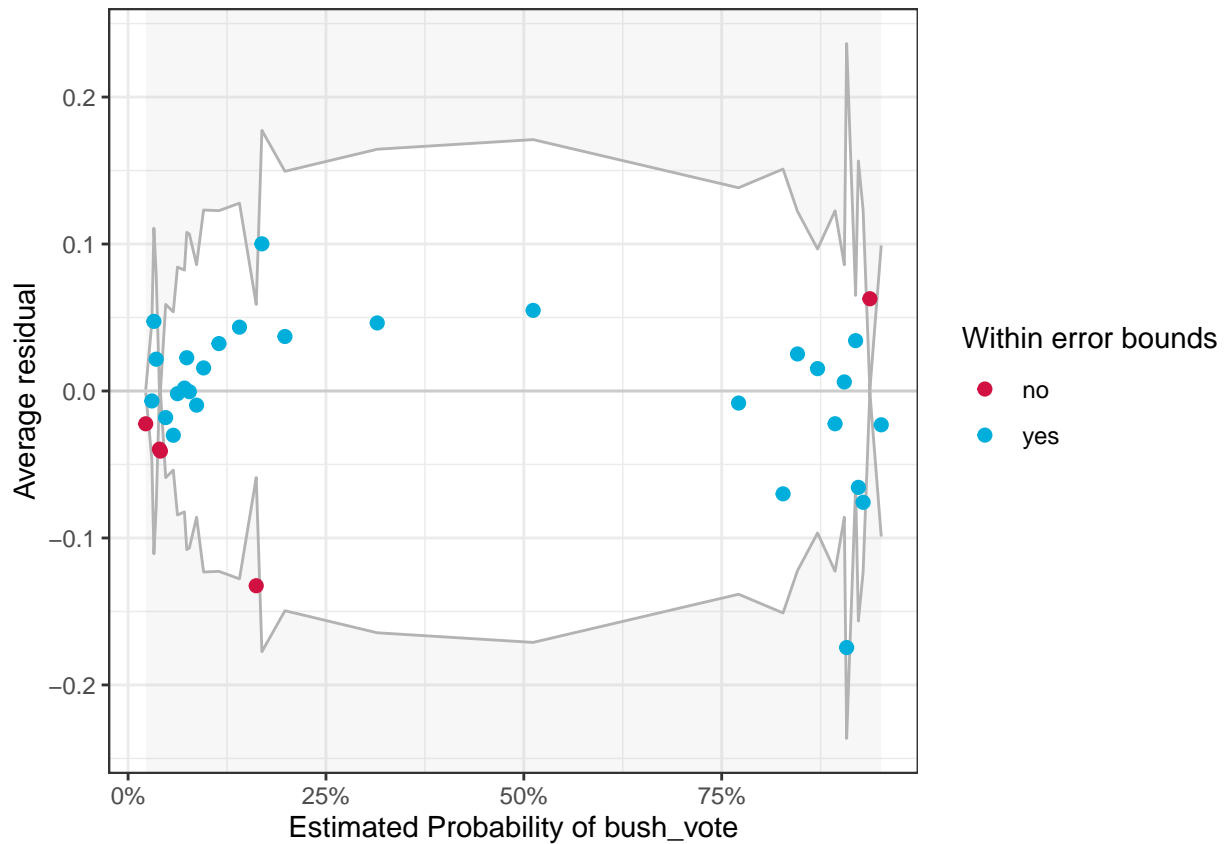 0.2
0.1
0.0
−0.1
−0.2
Average residual
0%
25%
50%
75%
Estimated Probability of bush_vote
Within error bounds
no
yes